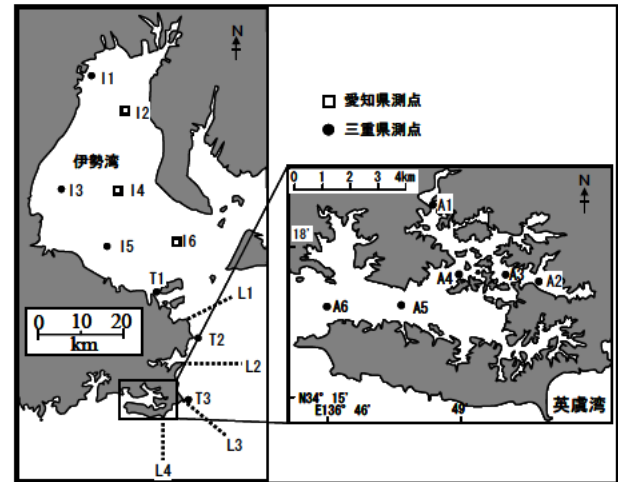 N
I1
I2
伊勢湾
I3
I4
I5
I6
T1
L1
0 10 20
km
T2
L2
T3
L3
L4
□ 愛知県測点
● 三重県測点
0 1 2 3 4km
N
A1
18'
A4
A3
A2
A6
A5
N34° 15'
E136° 46'
49'
英虞湾